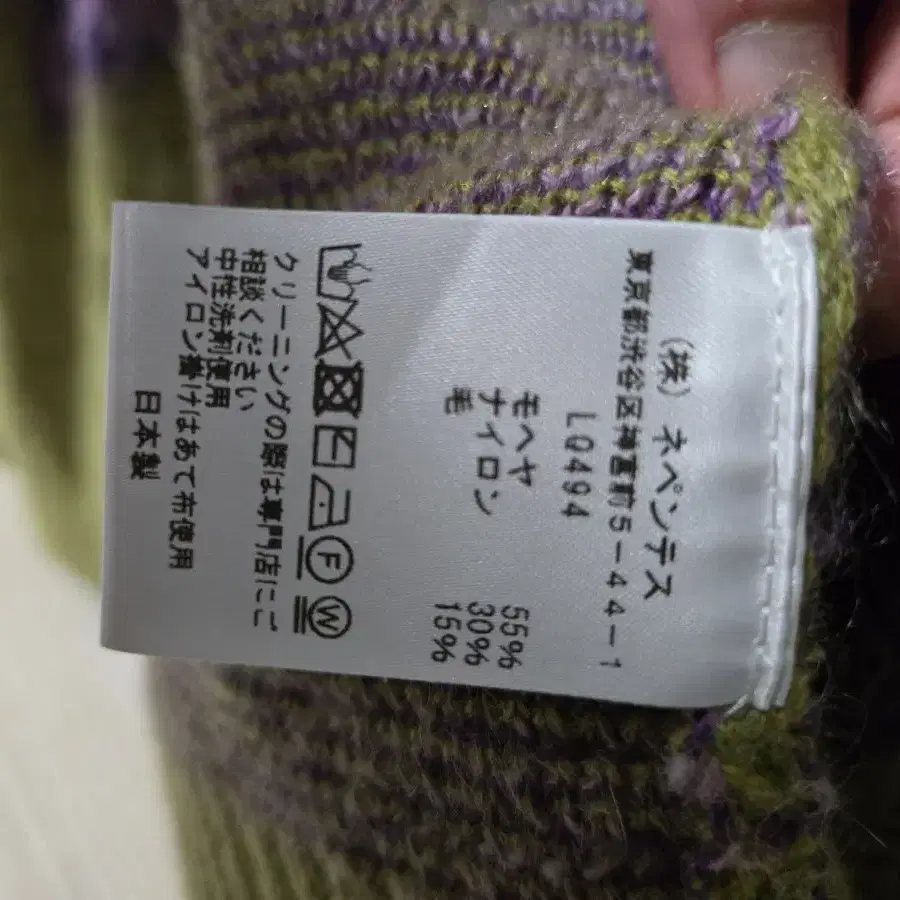 (株) ネペンテス
東京都渋谷区神宮前5-44-1
LQ494
モヘヤ 55%
ナイロン 30%
毛 15%
F W
クリーニングの際は専門店にご
相談ください
中性洗剤使用
アイロン掛けはあて布使用
日本製